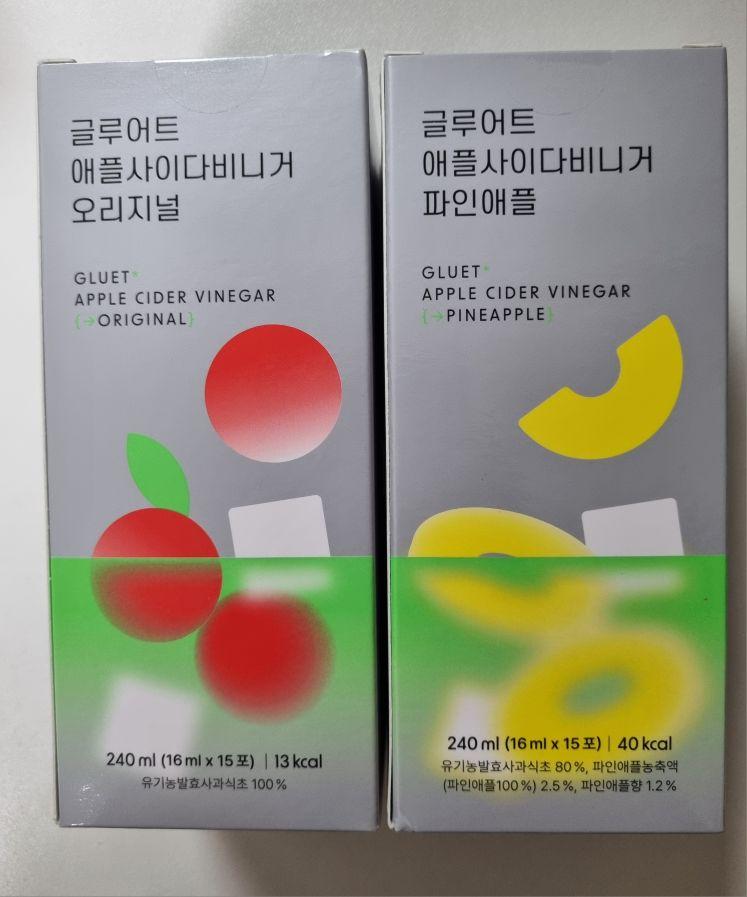 글루어트
애플사이다비니거
오리지널
GLUET*
APPLE CIDER VINEGAR
{→ORIGINAL}
240 ml (16 ml x 15 포) | 13 kcal
유기농발효사과식초 100 %
글루어트
애플사이다비니거
파인애플
GLUET*
APPLE CIDER VINEGAR
{→PINEAPPLE}
240 ml (16 ml x 15 포) | 40 kcal
유기농발효사과식초 80 %, 파인애플농축액
(파인애플100 %) 2.5 %, 파인애플향 1.2 %